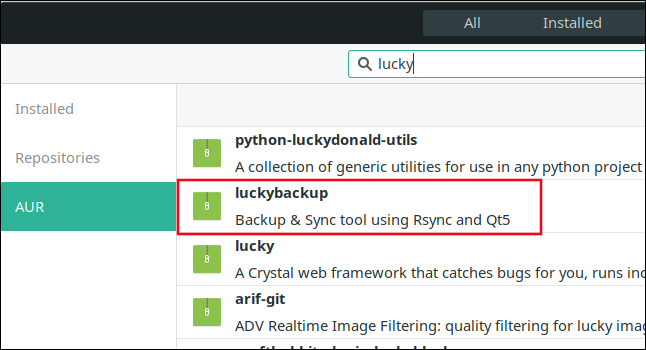 All Installed
lucky
Installed
Repositories
AUR
python-luckydonald-utils
A collection of generic utilities for use in any python project
luckybackup
Backup & Sync tool using Rsync and Qt5
lucky
A Crystal web framework that catches bugs for you, runs inc
arif-git
ADV Realtime Image Filtering: quality filtering for lucky imag